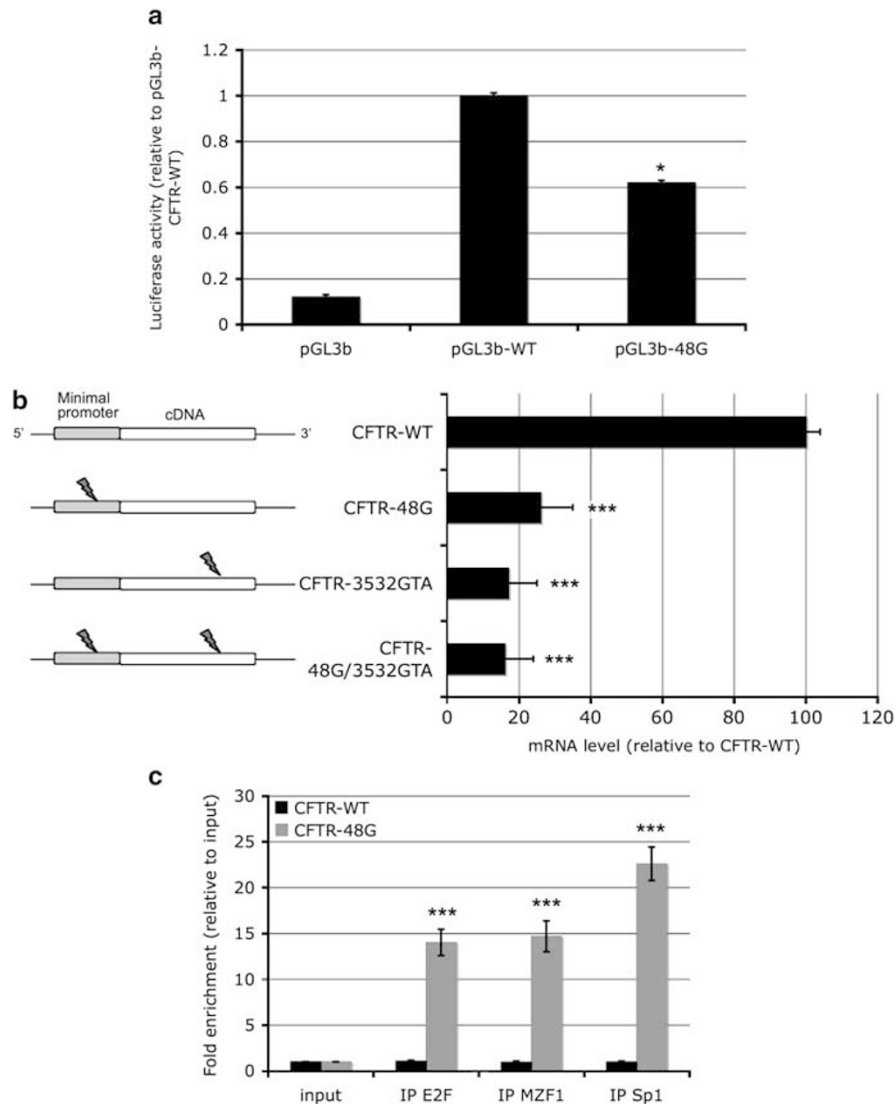 a
Luciferase activity (relative to pGL3b-
CFTR-WT)
1.2
1
0.8
0.6
0.4
0.2
0
*
pGL3b
pGL3b-WT
pGL3b-48G
b
Minimal
promoter
cDNA
5'
3'
CFTR-WT
CFTR-48G
***
CFTR-3532GTA
***
CFTR-
48G/3532GTA
***
0
20
40
60
80
100
120
mRNA level (relative to CFTR-WT)
c
Fold enrichment (relative to input)
30
25
20
15
10
5
0
CFTR-WT
CFTR-48G
***
***
***
input
IP E2F
IP MZF1
IP Sp1